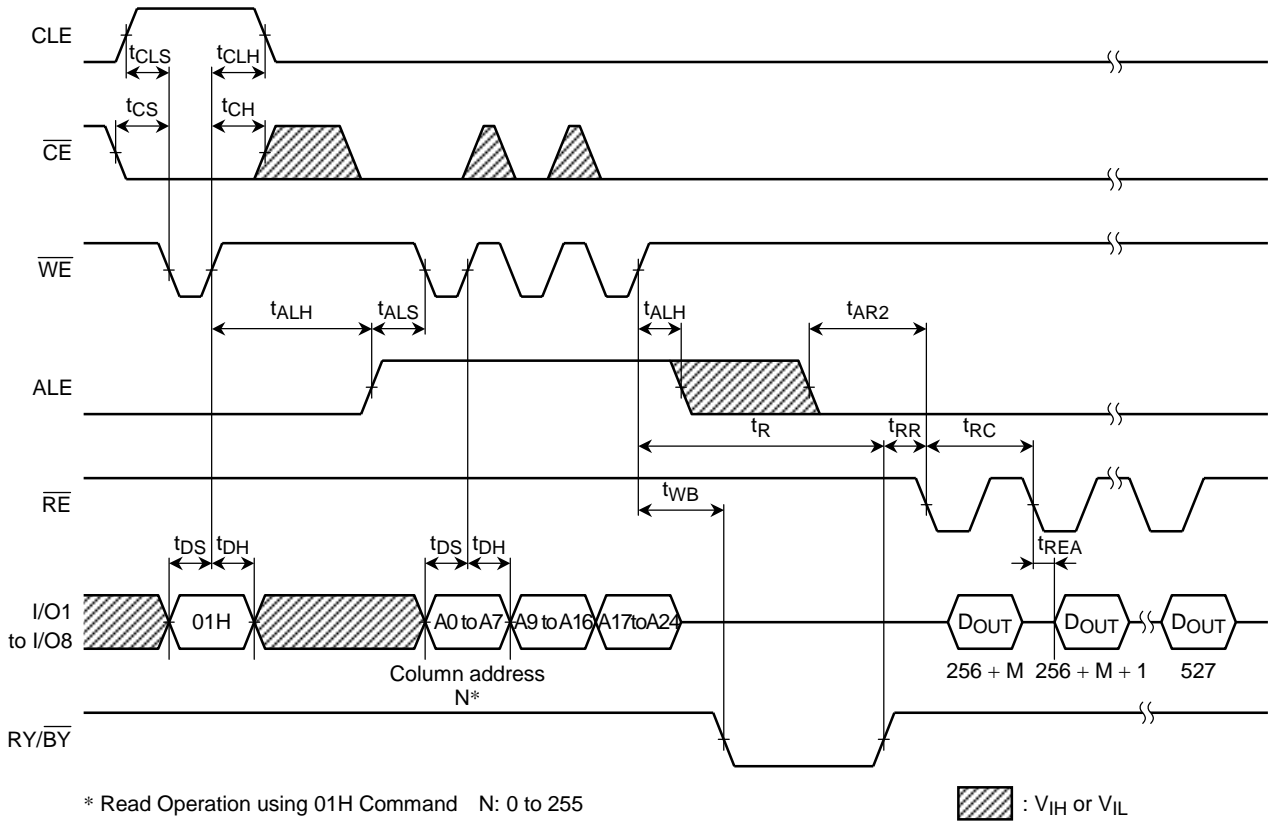 CLE
tCLS
tCLH
tCS
tCH
CE
WE
tALH
tALS
tALH
tAR2
ALE
tR
tRR
tRC
RE
tWB
tDS
tDH
tDS
tDH
tREA
I/O1
to I/O8
01H
A0 to A7
A9 to A16
A17 to A24
DOUT
DOUT
DOUT
256 + M
256 + M + 1
527
Column address
N*
RY/BY
* Read Operation using 01H Command N: 0 to 255
: VIH or VIL